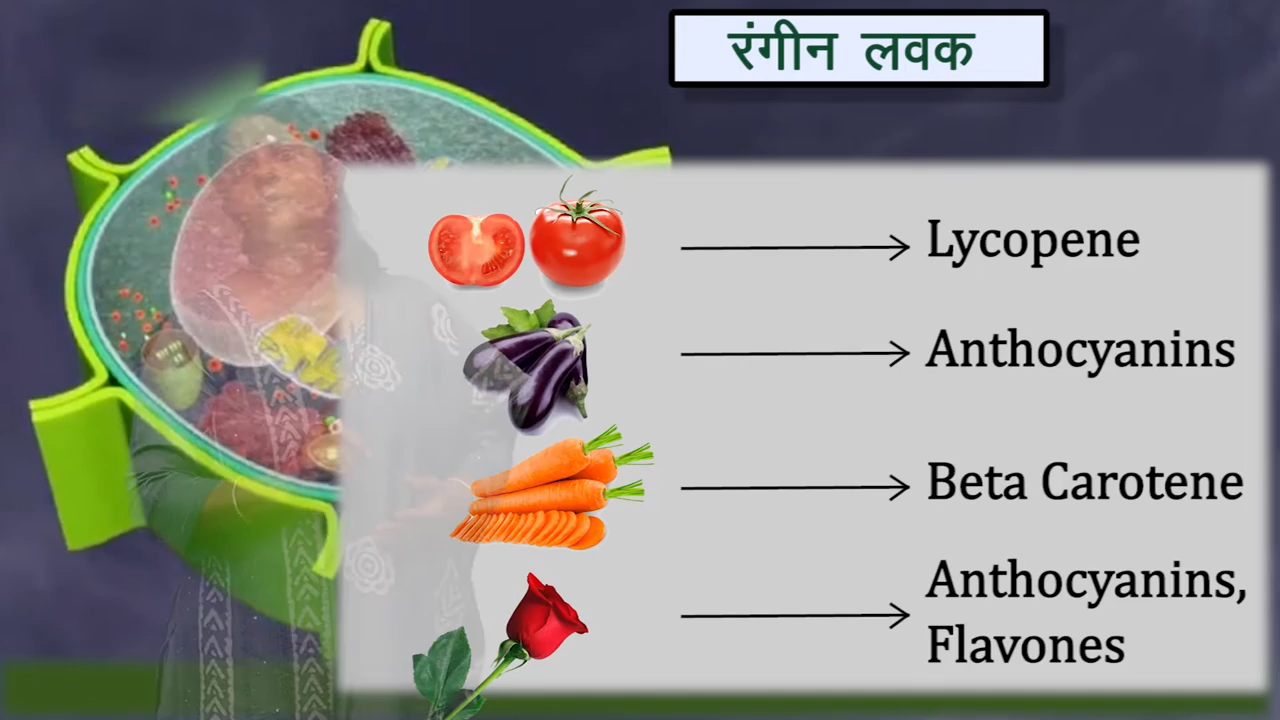 रंगीन लवक
Lycopene
Anthocyanins
Beta Carotene
Anthocyanins,
Flavones